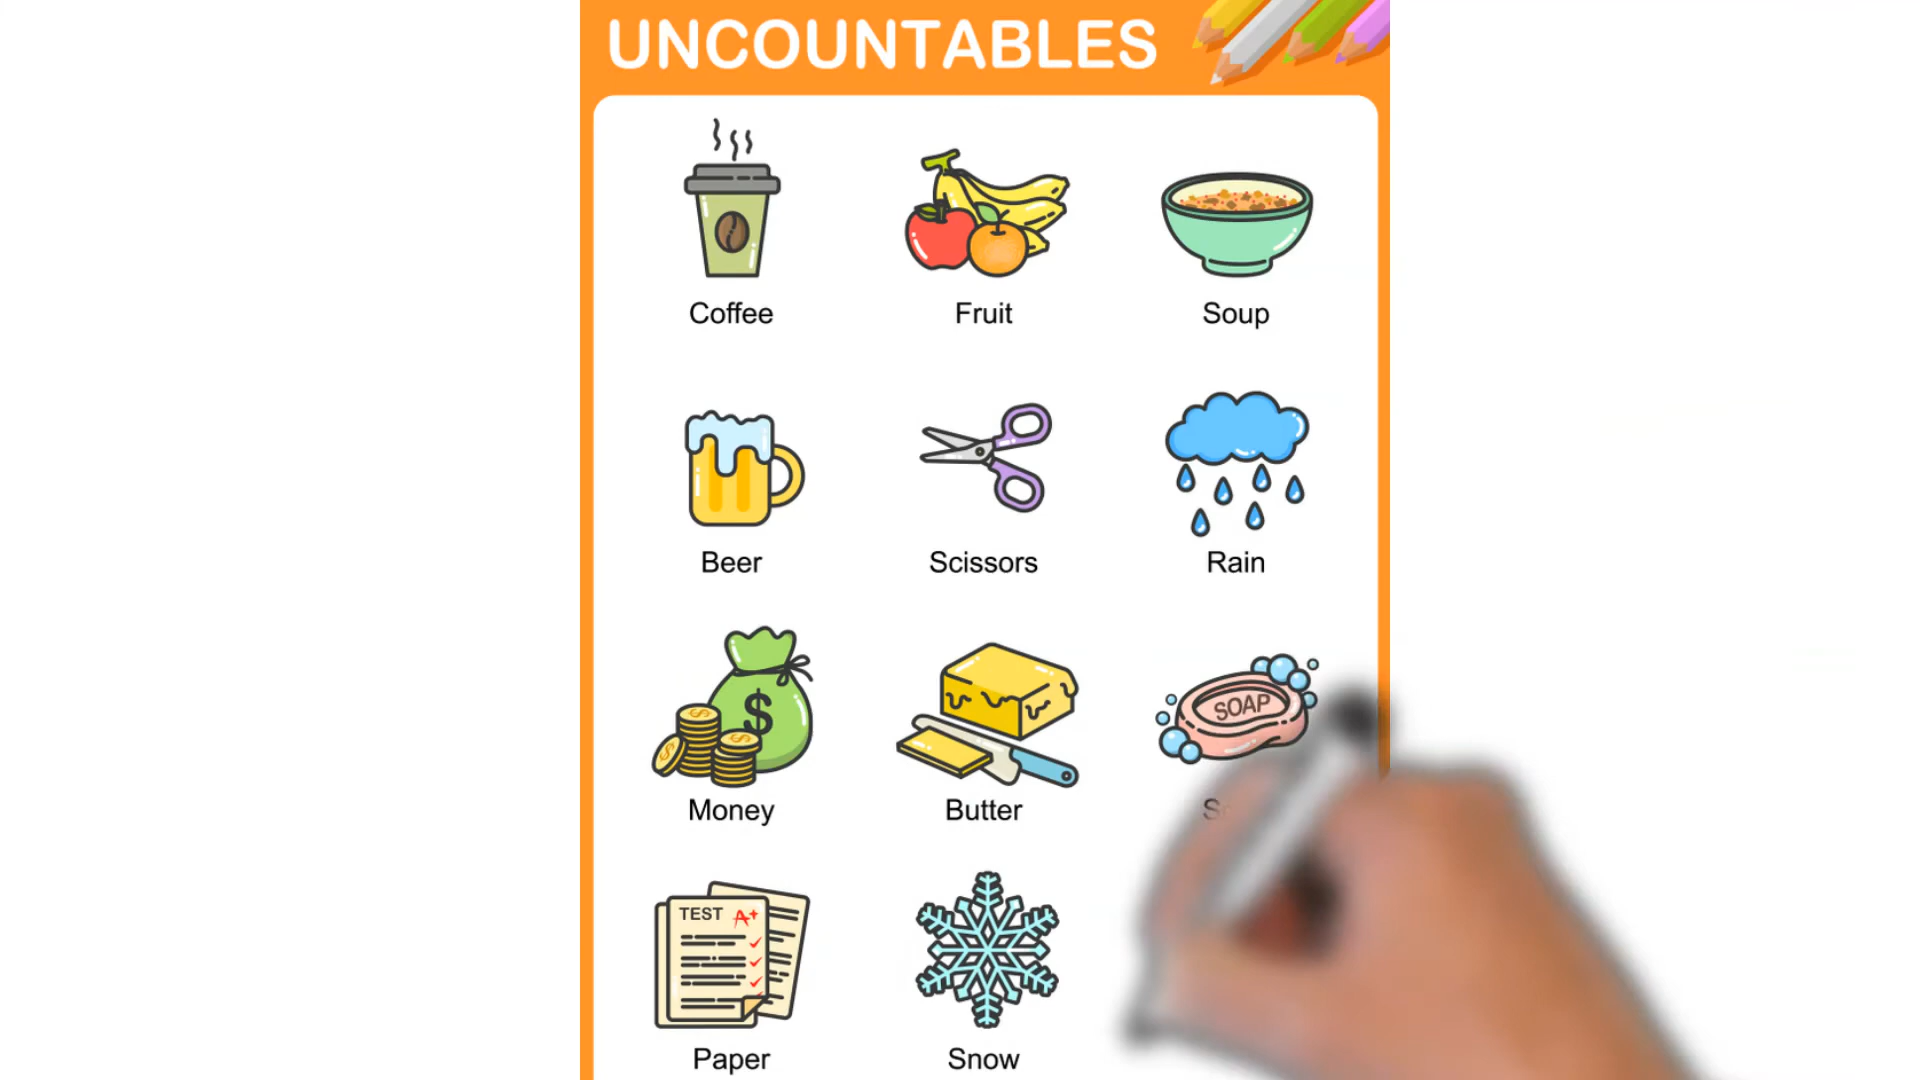 UNCOUNTABLES
Coffee Fruit Soup
Beer Scissors Rain
$
SOAP
Money Butter
TEST A+
Paper Snow